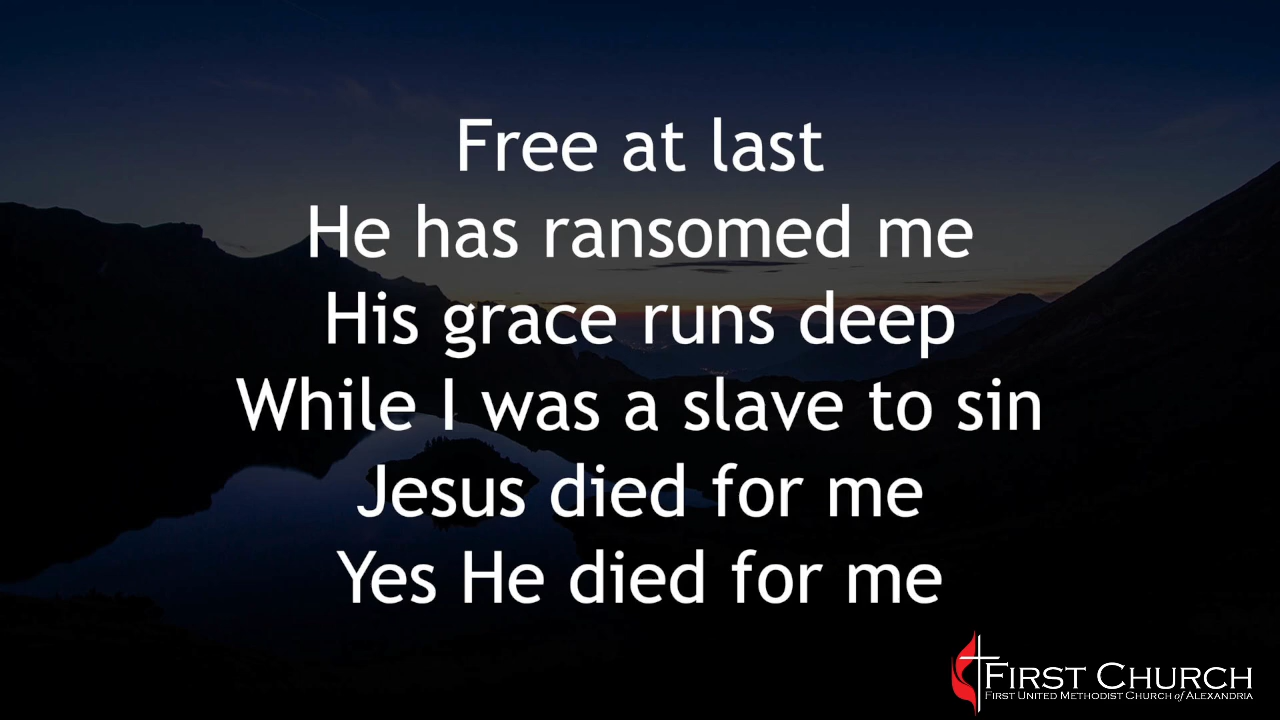 Free at last
He has ransomed me
His grace runs deep
While I was a slave to sin
Jesus died for me
Yes He died for me
FIRST CHURCH
FIRST UNITED METHODIST CHURCH of ALEXANDRIA